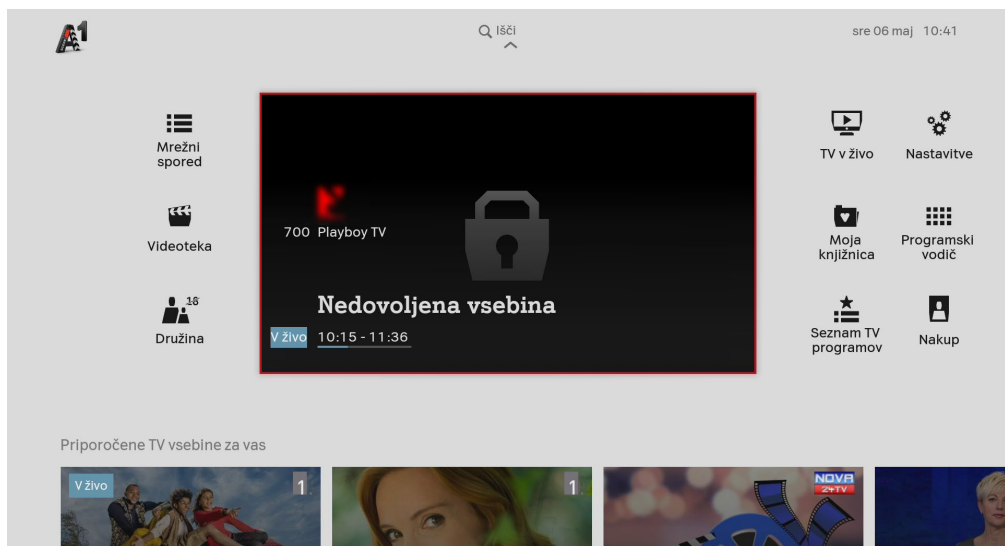 A1
Išči
sre 06 maj 10:41
Mrežni
spored
Videoteka
18
Družina
700 Playboy TV
Nedovoljena vsebina
V živo 10:15 - 11:36
TV v živo
Nastavitve
Moja
knjižnica
Programski
vodič
Seznam TV
programov
Nakup
Priporočene TV vsebine za vas
V živo
1
1
NOVA
24TV